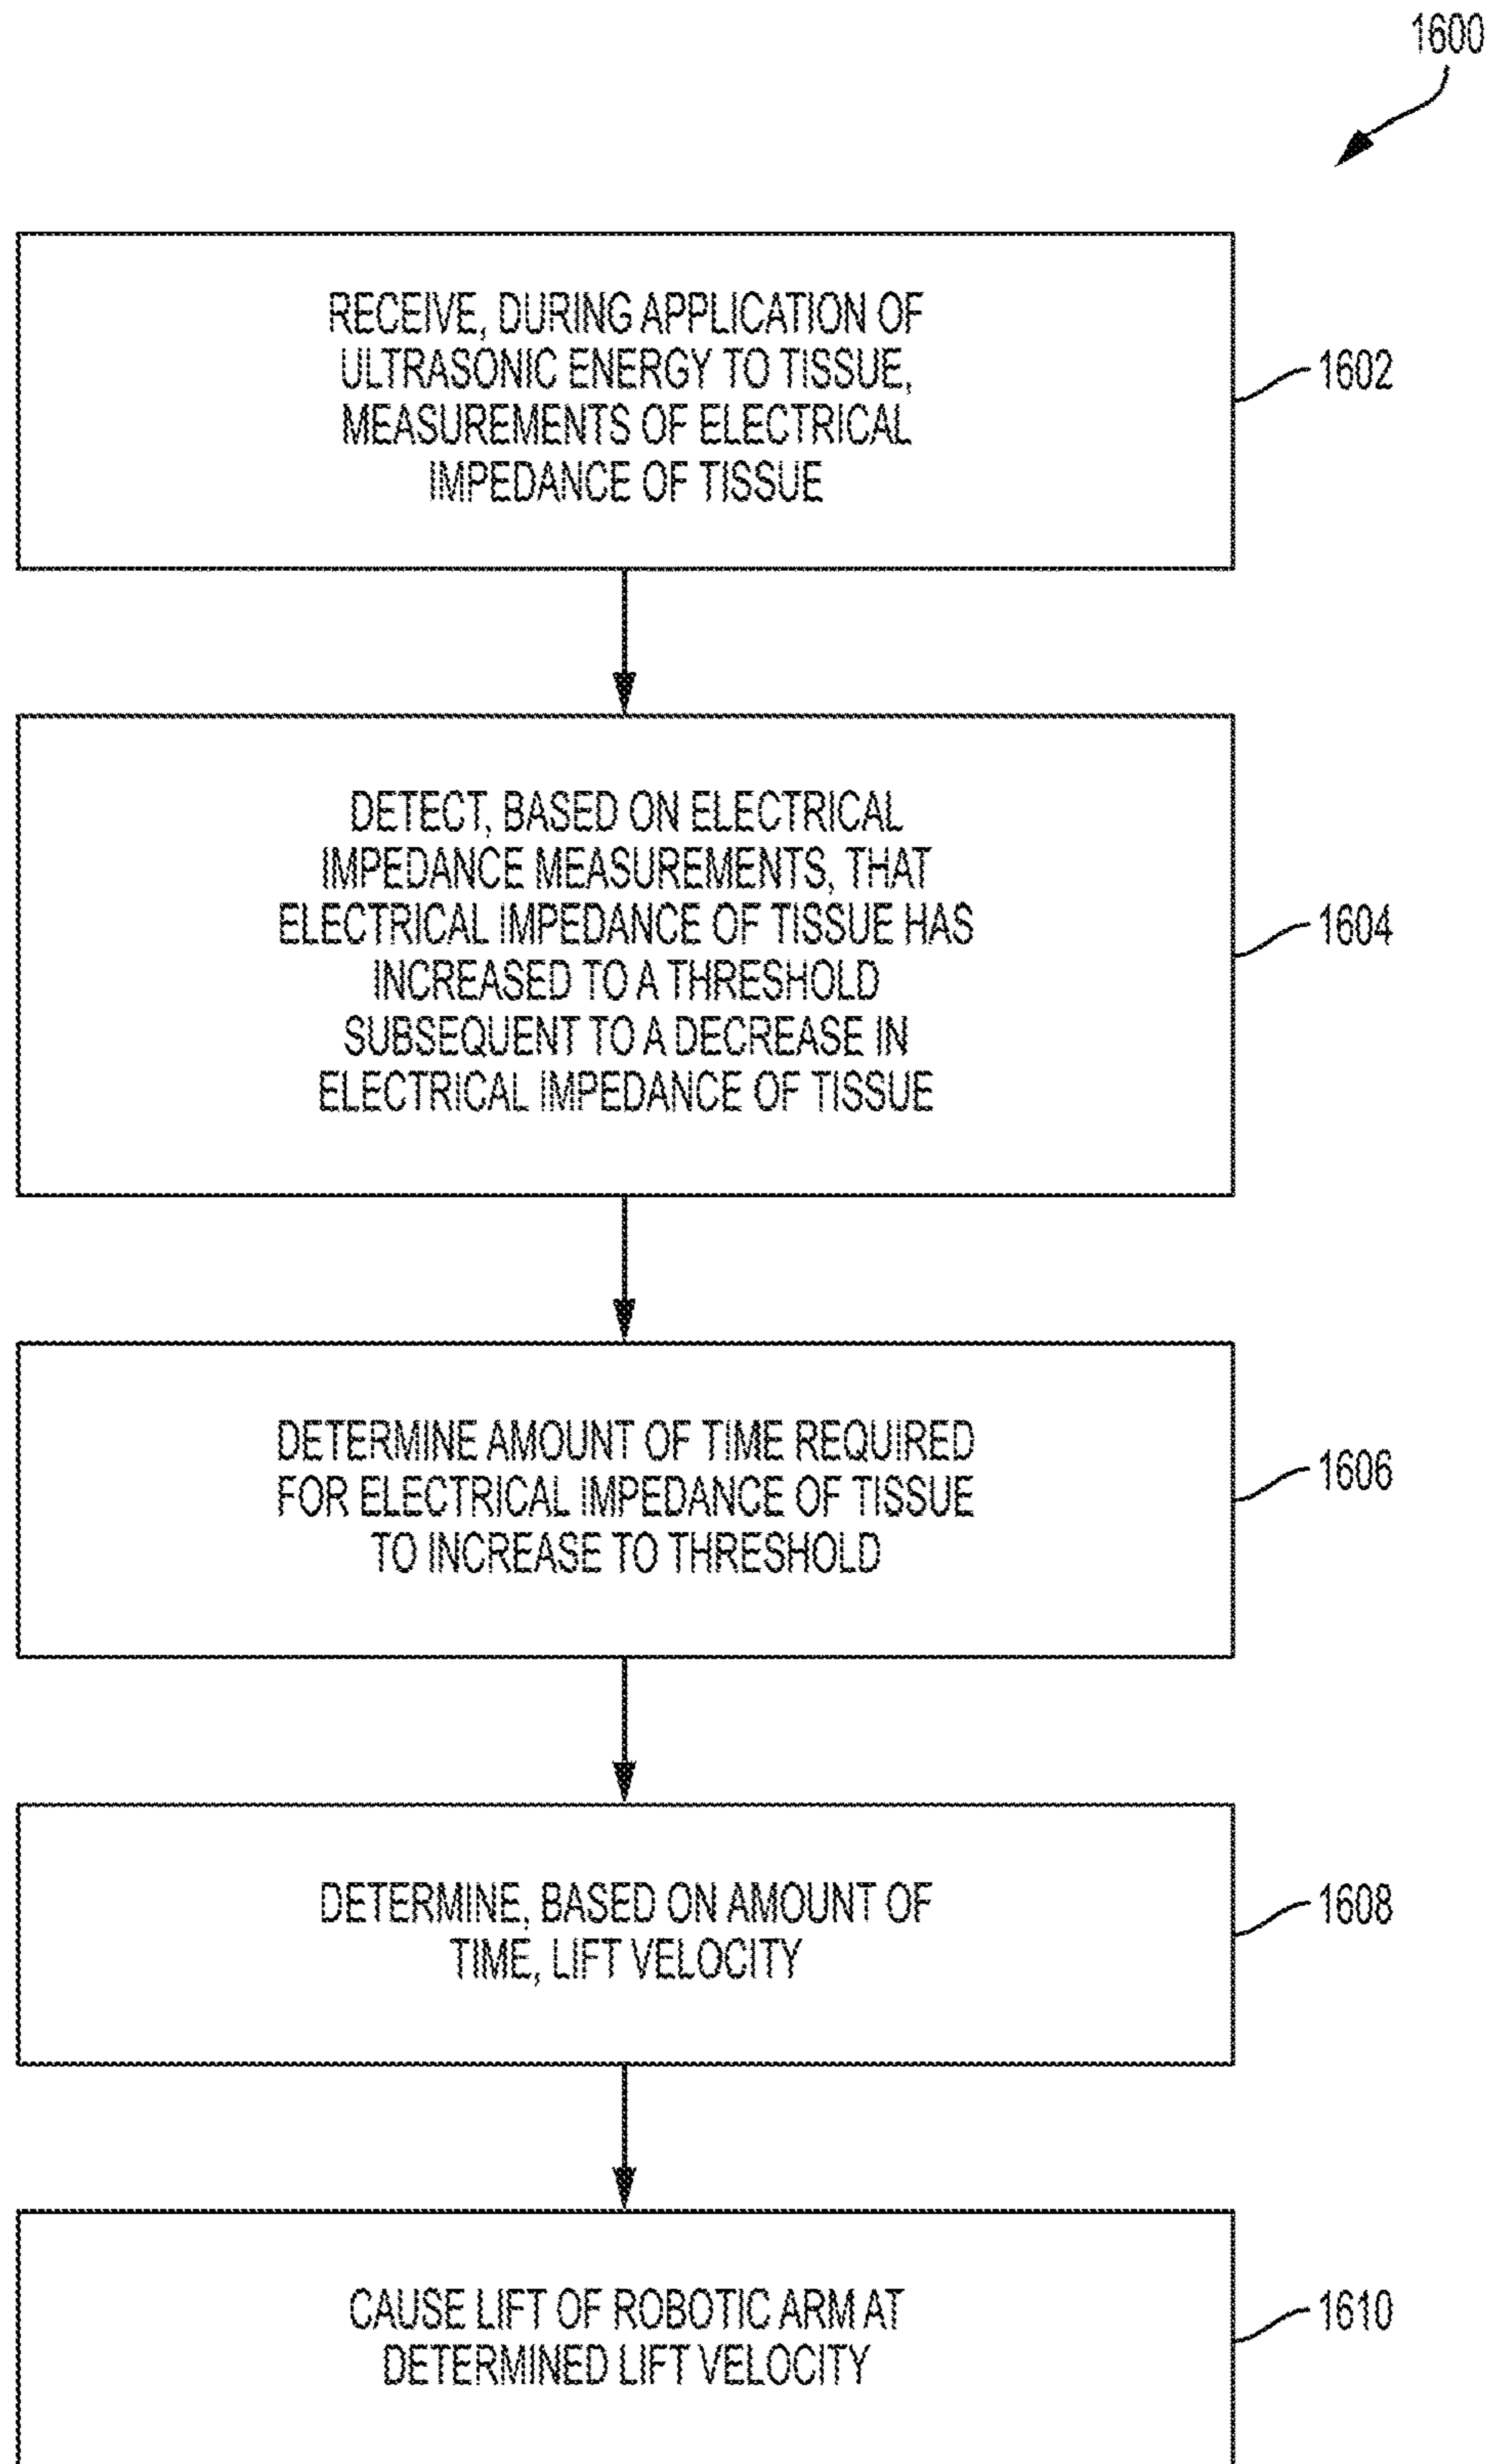 1600
RECEIVE, DURING APPLICATION OF
ULTRASONIC ENERGY TO TISSUE,
MEASUREMENTS OF ELECTRICAL
IMPEDANCE OF TISSUE
1602
DETECT, BASED ON ELECTRICAL
IMPEDANCE MEASUREMENTS, THAT
ELECTRICAL IMPEDANCE OF TISSUE HAS
INCREASED TO A THRESHOLD
SUBSEQUENT TO A DECREASE IN
ELECTRICAL IMPEDANCE OF TISSUE
1604
DETERMINE AMOUNT OF TIME REQUIRED
FOR ELECTRICAL IMPEDANCE OF TISSUE
TO INCREASE TO THRESHOLD
1606
DETERMINE, BASED ON AMOUNT OF
TIME, LIFT VELOCITY
1608
CAUSE LIFT OF ROBOTIC ARM AT
DETERMINED LIFT VELOCITY
1610